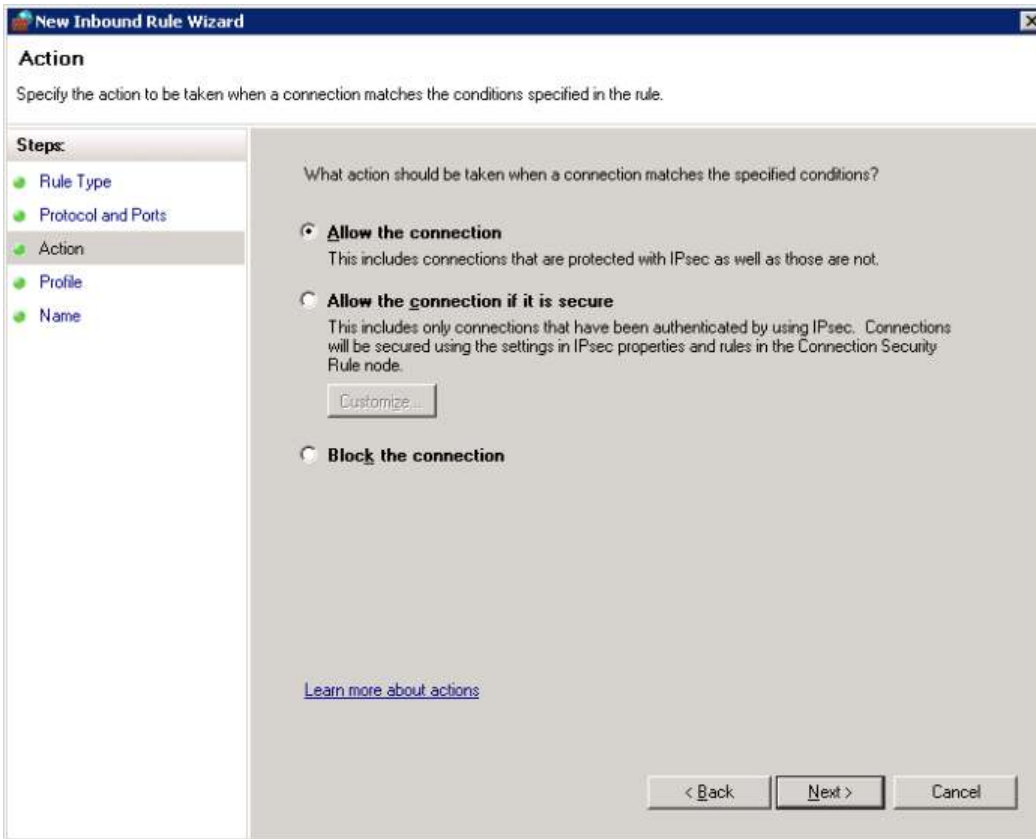 New Inbound Rule Wizard
Action
Specify the action to be taken when a connection matches the conditions specified in the rule.
Steps:
Rule Type
Protocol and Ports
Action
Profile
Name
What action should be taken when a connection matches the specified conditions?
Allow the connection
This includes connections that are protected with IPsec as well as those are not.
Allow the connection if it is secure
This includes only connections that have been authenticated by using IPsec. Connections
will be secured using the settings in IPsec properties and rules in the Connection Security
Rule node.
Customize...
Block the connection
Learn more about actions
< Back
Next >
Cancel